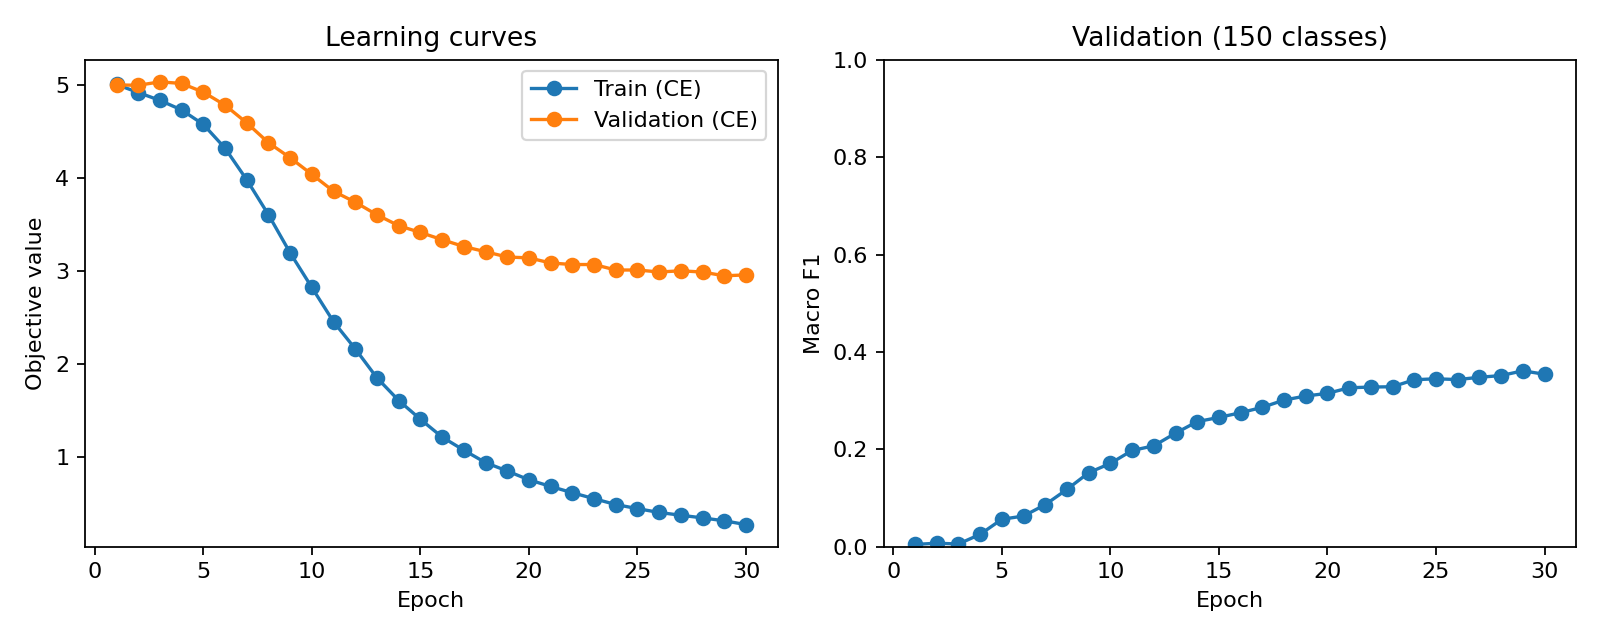 Learning curves
Objective value
5
4
3
2
1
Train (CE)
Validation (CE)
0 5 10 15 20 25 30
Epoch
Validation (150 classes)
Macro F1
1.0
0.8
0.6
0.4
0.2
0.0
0 5 10 15 20 25 30
Epoch